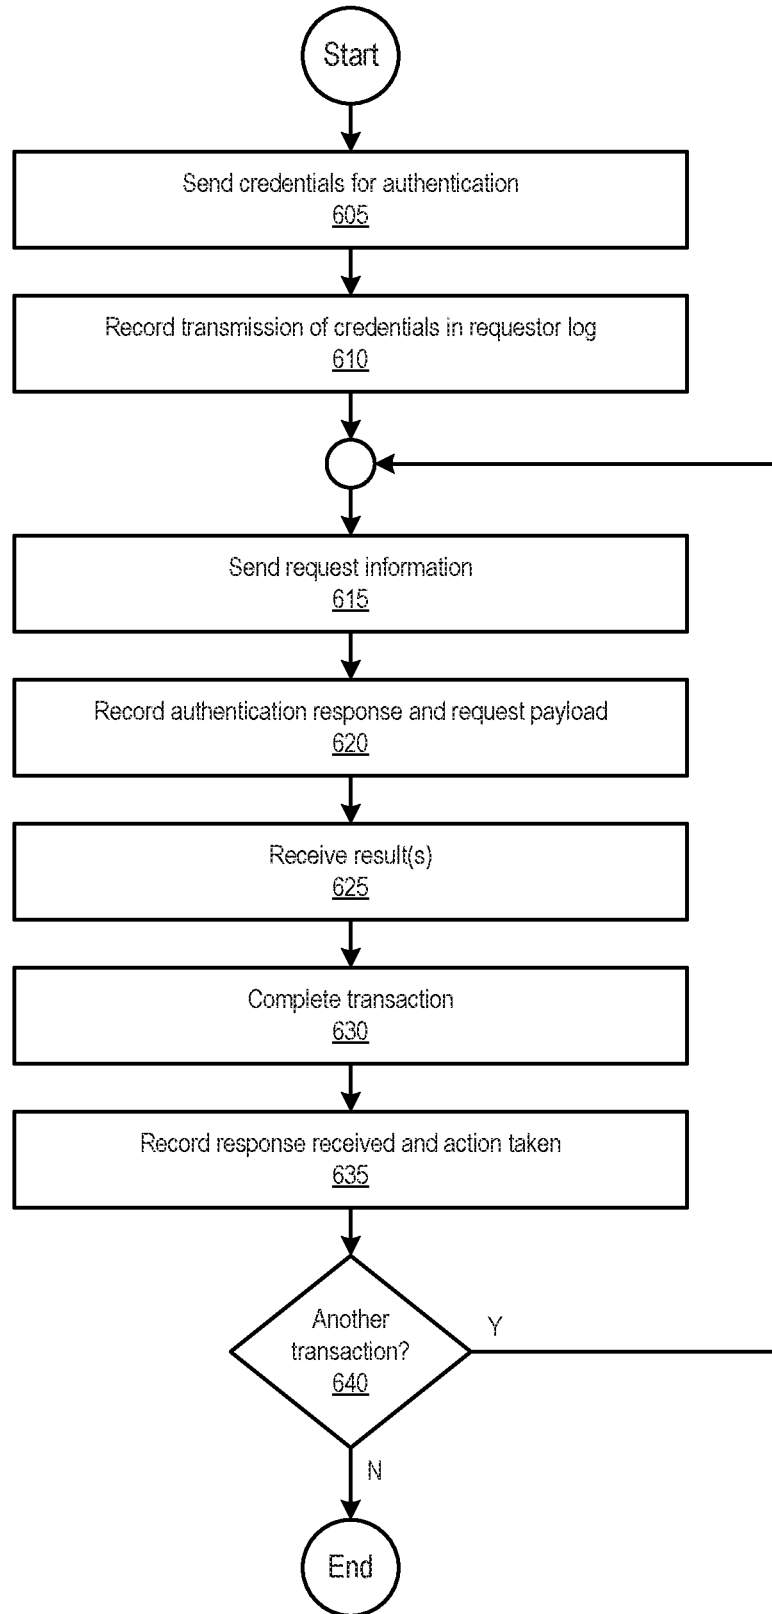 Start
Send credentials for authentication
605
Record transmission of credentials in requestor log
610
Send request information
615
Record authentication response and request payload
620
Receive result(s)
625
Complete transaction
630
Record response received and action taken
635
Another
transaction?
640
Y
N
End